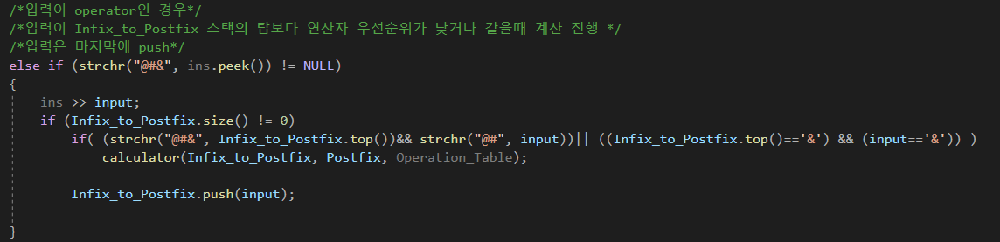 /*입력이 operator인 경우*/
/*입력이 Infix_to_Postfix 스택의 탑보다 연산자 우선순위가 낮거나 같을때 계산 진행 */
/*입력은 마지막에 push*/
else if (strchr("@#&", ins.peek()) != NULL)
{
ins >> input;
if (Infix_to_Postfix.size() != 0)
if( (strchr("@#&", Infix_to_Postfix.top())&& strchr("@#", input))|| ((Infix_to_Postfix.top()=='&') && (input=='&')) )
calculator(Infix_to_Postfix, Postfix, Operation_Table);
Infix_to_Postfix.push(input);
}